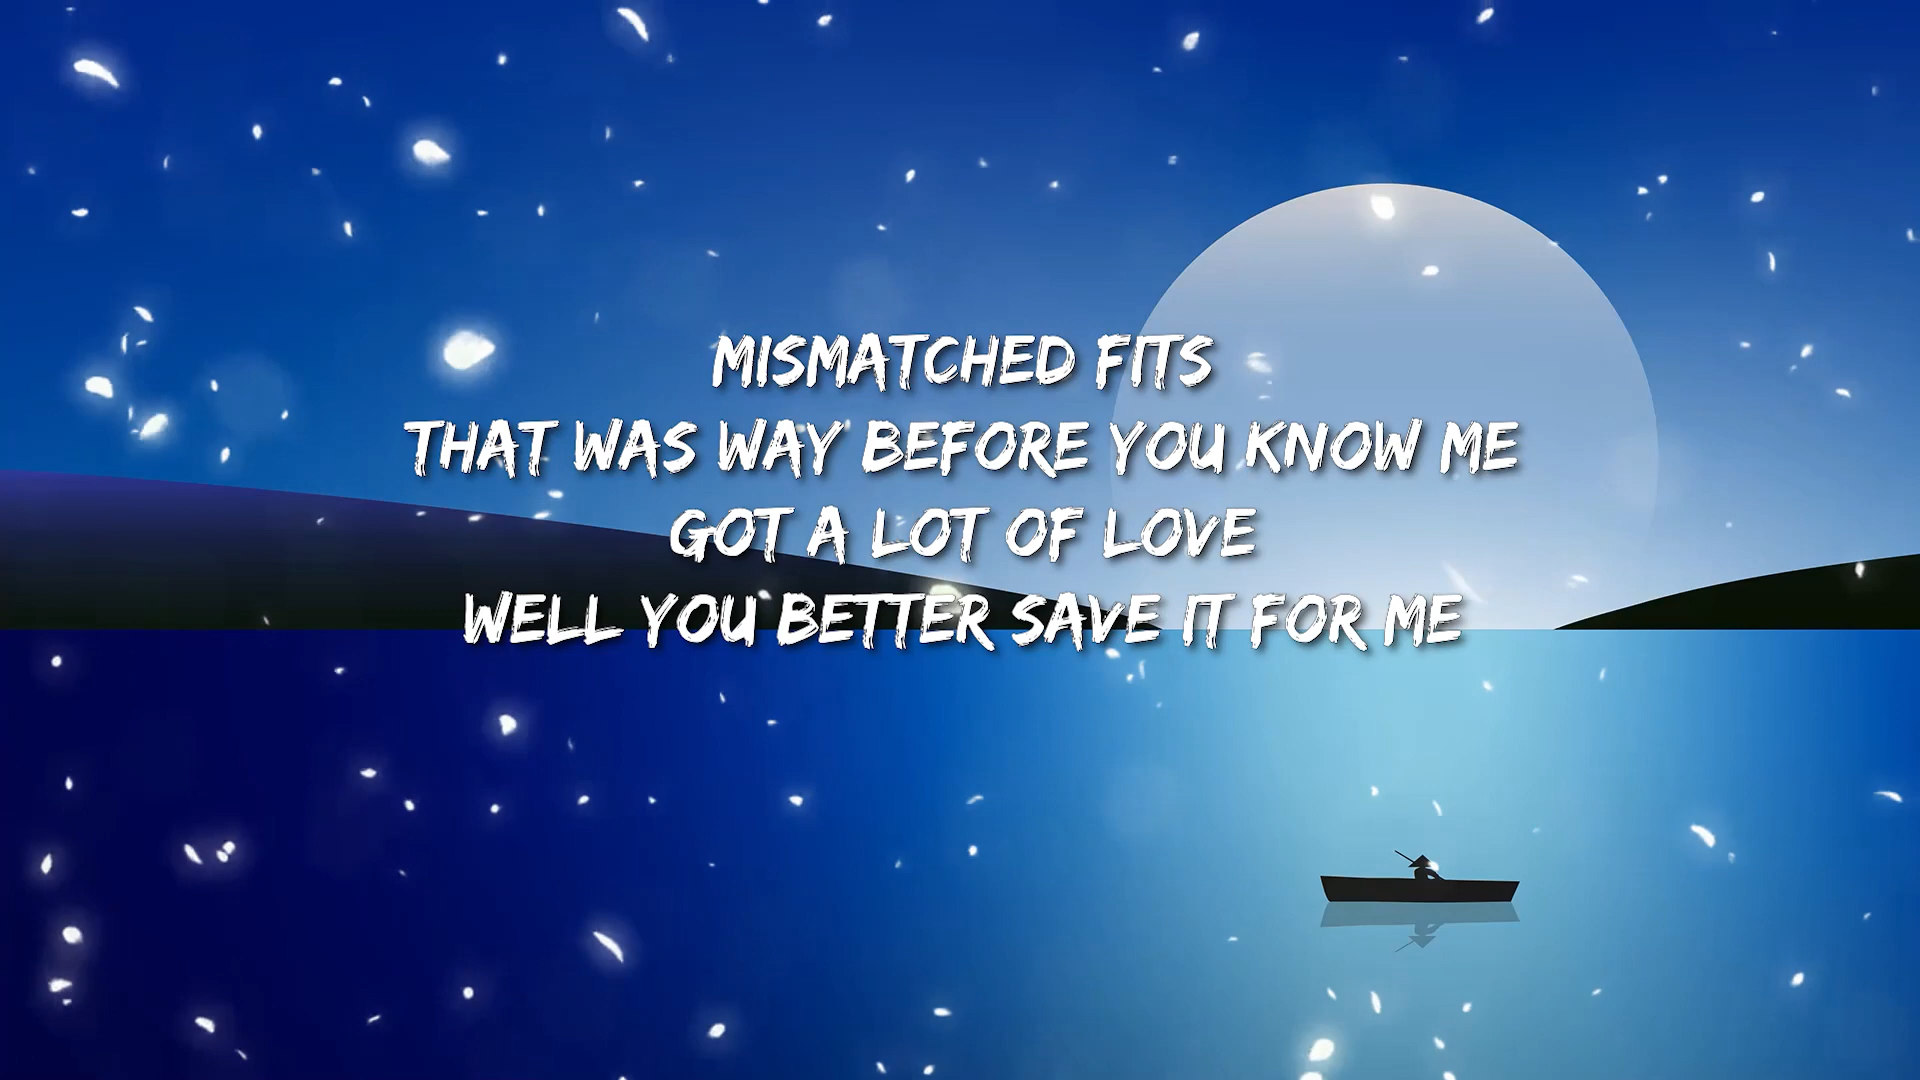 MISMATCHED FITS
THAT WAS WAY BEFORE YOU KNOW ME
GOT A LOT OF LOVE
WELL YOU BETTER SAVE IT FOR ME